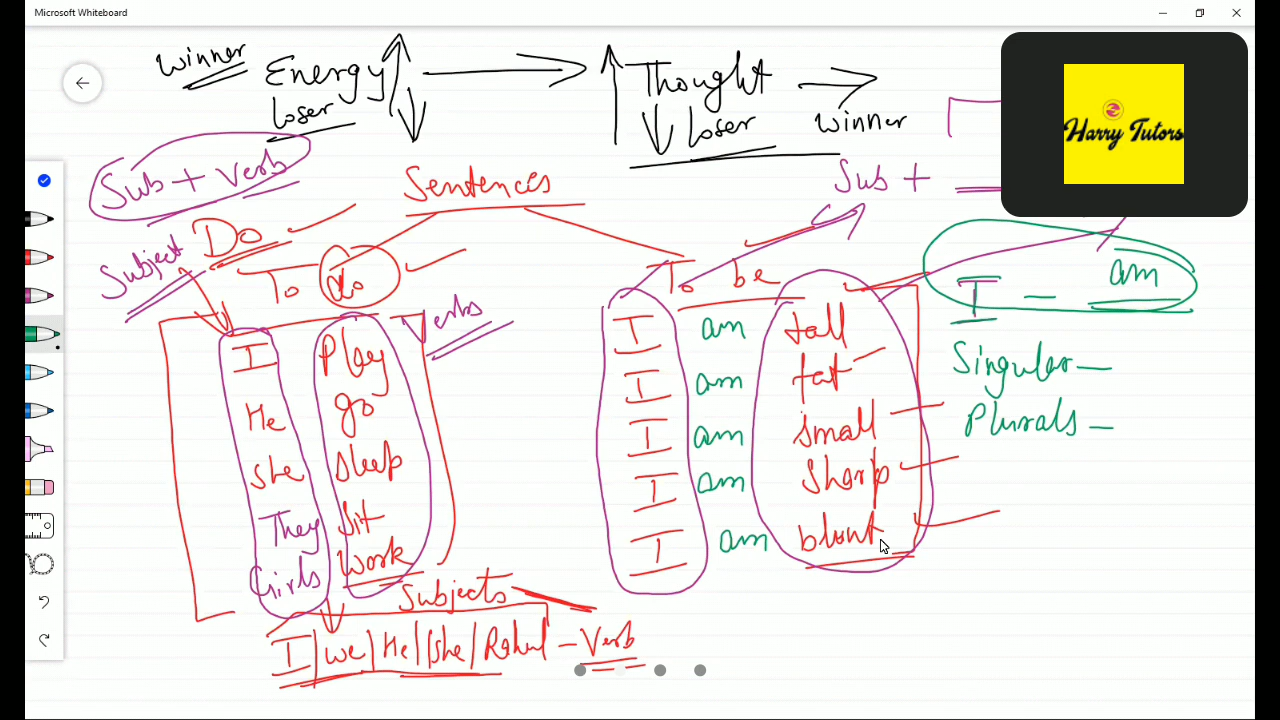 Microsoft Whiteboard
winner Energy Thought
loser loser winner
Harry Tutors
Sub + verb Sentences Sub +
Subject Do
To do To be I - am
Verbs
I Play I am tall
He go I am fat Singular -
She Sleep I am small Plurals -
They Sit I am Sharp
Girls Work I am blunt
Subjects
I | we | He | She | Rahul - Verb